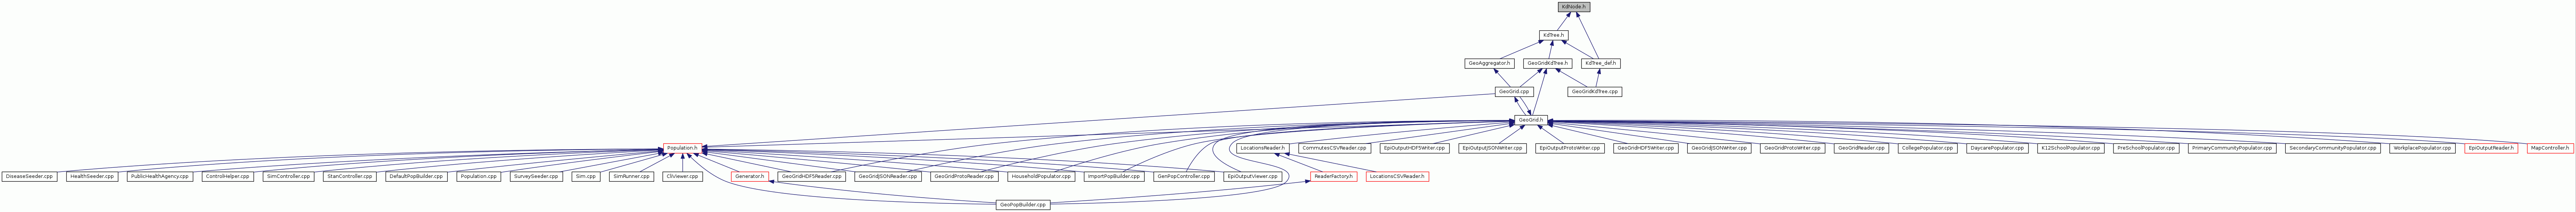 KdNode.h
KdTree.h
GeoAggregator.h
GeoGridKdTree.h
KdTree_def.h
GeoGrid.cpp
GeoGridKdTree.cpp
GeoGrid.h
Population.h
LocationsReader.h
CommutesCSVReader.cpp
EpiOutputHDF5Writer.cpp
EpiOutputJSONWriter.cpp
EpiOutputProtoWriter.cpp
GeoGridHDF5Writer.cpp
GeoGridJSONWriter.cpp
GeoGridProtoWriter.cpp
GeoGridReader.cpp
CollegePopulator.cpp
DaycarePopulator.cpp
K12SchoolPopulator.cpp
PreSchoolPopulator.cpp
PrimaryCommunityPopulator.cpp
SecondaryCommunityPopulator.cpp
WorkplacePopulator.cpp
EpiOutputReader.h
MapController.h
DiseaseSeeder.cpp
HealthSeeder.cpp
PublicHealthAgency.cpp
ControlHelper.cpp
SimController.cpp
StanController.cpp
DefaultPopBuilder.cpp
Population.cpp
SurveySeeder.cpp
Sim.cpp
SimRunner.cpp
CliViewer.cpp
Generator.h
GeoGridHDF5Reader.cpp
GeoGridJSONReader.cpp
GeoGridProtoReader.cpp
HouseholdPopulator.cpp
ImportPopBuilder.cpp
GenPopController.cpp
EpiOutputViewer.cpp
ReaderFactory.h
LocationsCSVReader.h
GeoPopBuilder.cpp